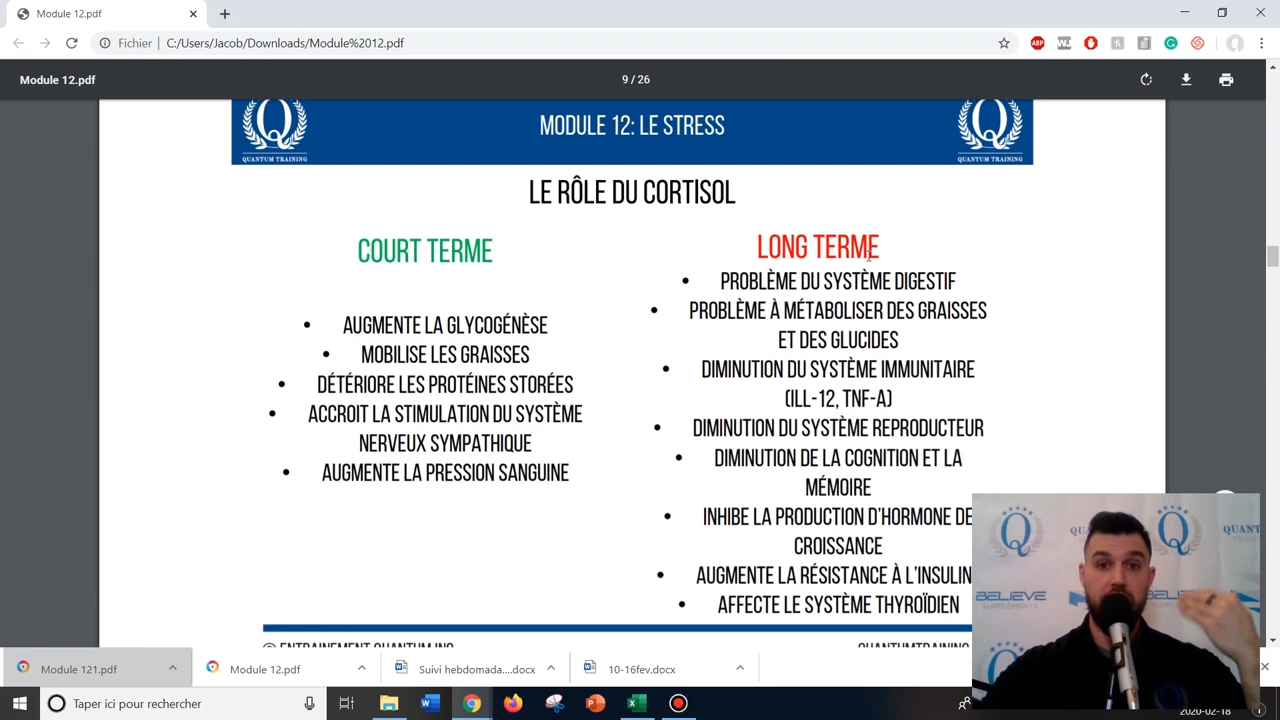 Module 12.pdf
Fichier
C:/Users/Jacob/Downloads/Module%2012.pdf
ABP
Module 12.pdf
9 / 26
Q
MODULE 12: LE STRESS
Q
QUANTUM TRAINING
QUANTUM TRAINING
LE RÔLE DU CORTISOL
COURT TERME
AUGMENTE LA GLYCOGÉNÈSE
MOBILISE LES GRAISSES
DÉTÉRIORE LES PROTÉINES STORÉES
ACCROIT LA STIMULATION DU SYSTÈME
NERVEUX SYMPATHIQUE
AUGMENTE LA PRESSION SANGUINE
LONG TERME
PROBLÈME DU SYSTÈME DIGESTIF
PROBLÈME À MÉTABOLISER DES GRAISSES
ET DES GLUCIDES
DIMINUTION DU SYSTÈME IMMUNITAIRE
(ILL-12, TNF-A)
DIMINUTION DU SYSTÈME REPRODUCTEUR
DIMINUTION DE LA COGNITION ET LA
MÉMOIRE
INHIBE LA PRODUCTION D'HORMONE DE
CROISSANCE
AUGMENTE LA RÉSISTANCE À L'INSULIN
AFFECTE LE SYSTÈME THYROÏDIEN
© ENTRAINEMENT QUANTUM INC
QUANTUMTRAINING
Q
Q
BELIEVE
SUPPLEMENTS
Module 121.pdf
Module 12.pdf
Suivi hebdomada....docx
10-16fev.docx
Taper ici pour rechercher
2020-02-18